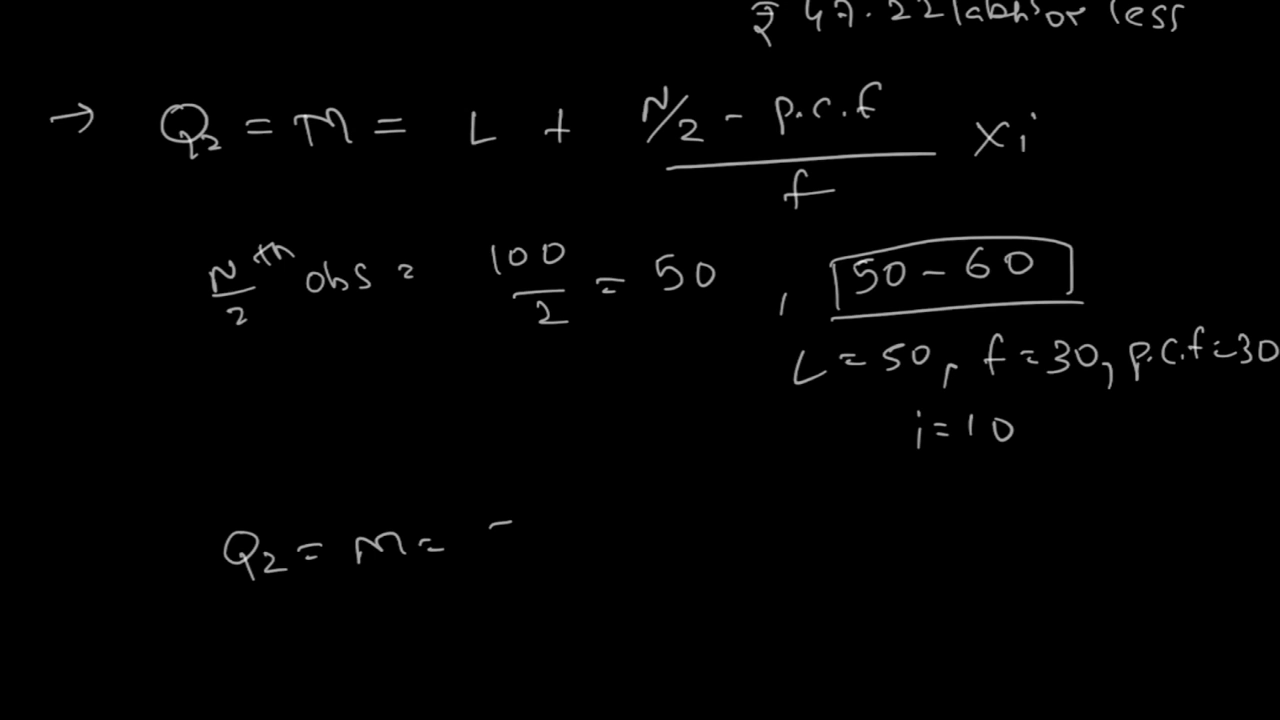 ₹ 47.22 lakhs or less
→ Q₂ = M = L + (N/2 - p.c.f)/f × i
N/2 th obs = 100/2 = 50 , 50 - 60
L = 50, f = 30, p.c.f = 30
i = 10
Q₂ = M =